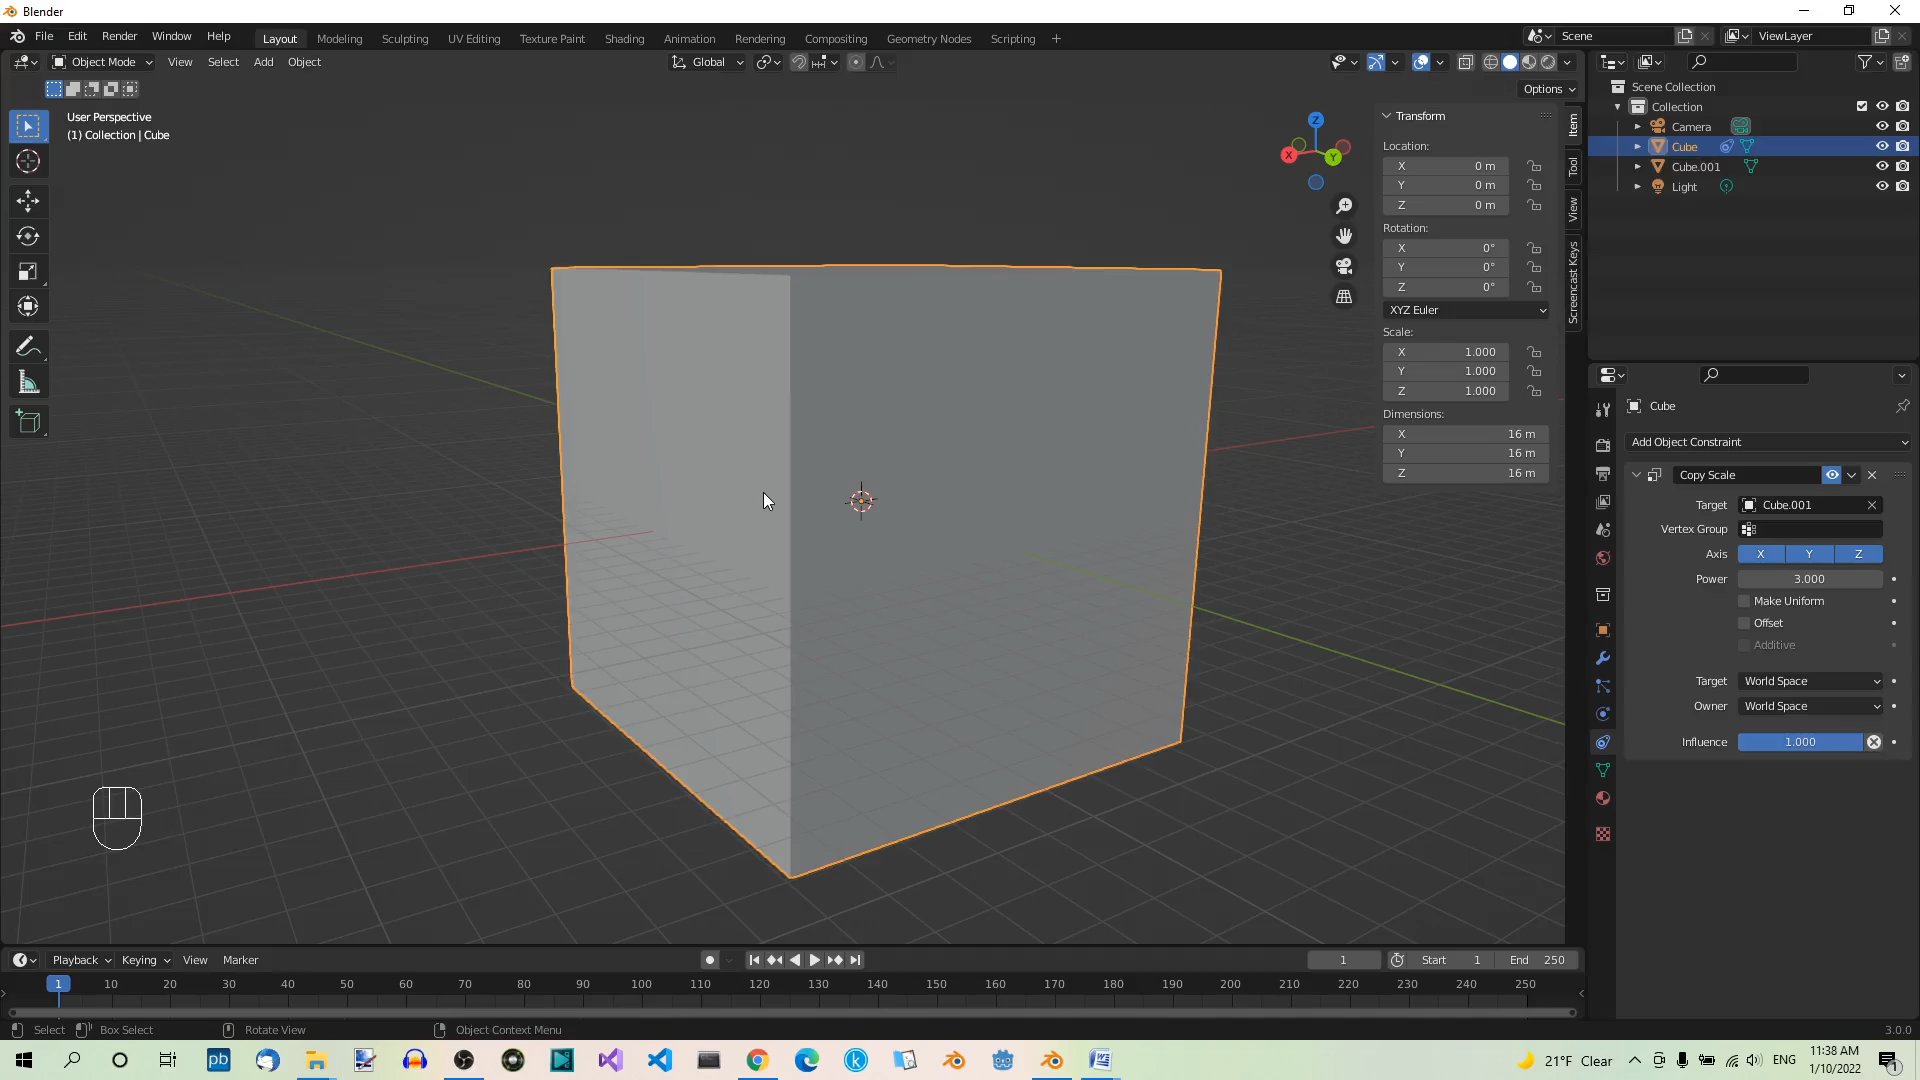 Blender
File Edit Render Window Help
Layout Modeling Sculpting UV Editing Texture Paint Shading Animation Rendering Compositing Geometry Nodes Scripting +
Scene
ViewLayer
Object Mode View Select Add Object
Global
Options
User Perspective
(1) Collection | Cube
Z
X
Y
Transform
Location:
X 0 m
Y 0 m
Z 0 m
Rotation:
X 0°
Y 0°
Z 0°
XYZ Euler
Scale:
X 1.000
Y 1.000
Z 1.000
Dimensions:
X 16 m
Y 16 m
Z 16 m
Item
Tool
View
Screencast Keys
Scene Collection
Collection
Camera
Cube
Cube.001
Light
Cube
Add Object Constraint
Copy Scale
Target Cube.001
Vertex Group
Axis X Y Z
Power 3.000
Make Uniform
Offset
Additive
Target World Space
Owner World Space
Influence 1.000
Playback Keying View Marker
1 Start 1 End 250
1 10 20 30 40 50 60 70 80 90 100 110 120 130 140 150 160 170 180 190 200 210 220 230 240 250
Select Box Select Rotate View Object Context Menu 3.0.0
pb
21°F Clear
ENG
11:38 AM
1/10/2022
1